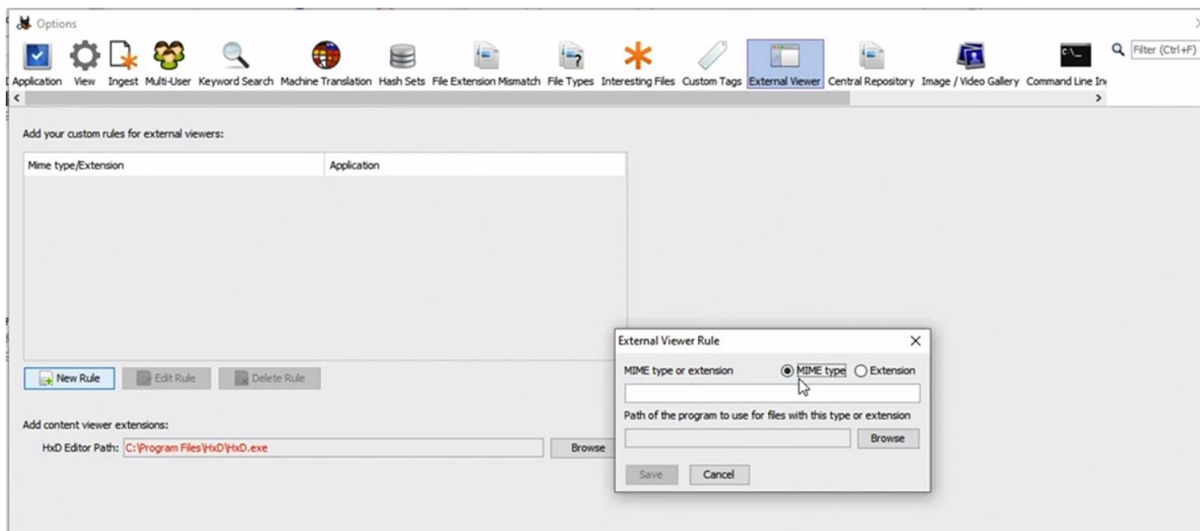 Options
Application View Ingest Multi-User Keyword Search Machine Translation Hash Sets File Extension Mismatch File Types Interesting Files Custom Tags External Viewer Central Repository Image / Video Gallery Command Line In
C:\_
Filter (Ctrl+F)
Add your custom rules for external viewers:
Mime type/Extension Application
New Rule Edit Rule Delete Rule
Add content viewer extensions:
HxD Editor Path: C:\Program Files\HxD\HxD.exe Browse
External Viewer Rule
MIME type or extension MIME type Extension
Path of the program to use for files with this type or extension
Browse
Save Cancel